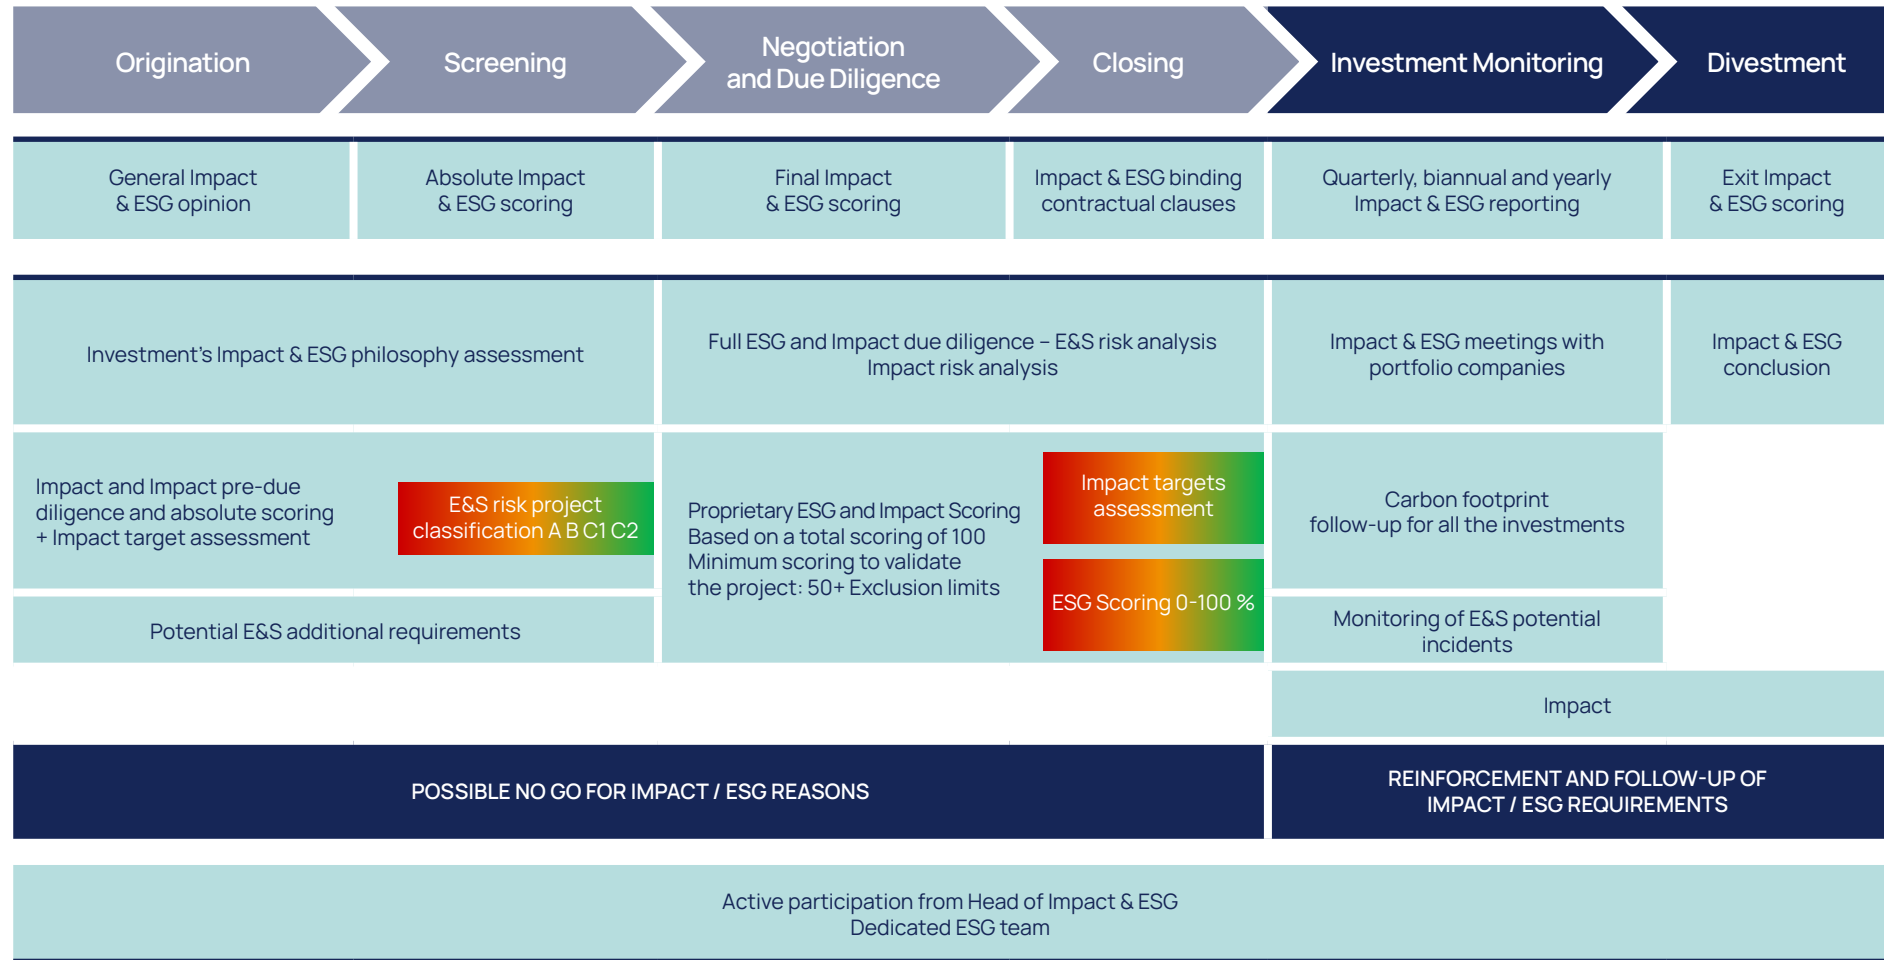 Origination
Screening
Negotiation
and Due Diligence
Closing
Investment Monitoring
Divestment
General Impact
& ESG opinion
Absolute Impact
& ESG scoring
Final Impact
& ESG scoring
Impact & ESG binding
contractual clauses
Quarterly, biannual and yearly
Impact & ESG reporting
Exit Impact
& ESG scoring
Investment's Impact & ESG philosophy assessment
Full ESG and Impact due diligence – E&S risk analysis
Impact risk analysis
Impact & ESG meetings with
portfolio companies
Impact & ESG
conclusion
Impact and Impact pre-due
diligence and absolute scoring
+ Impact target assessment
E&S risk project
classification A B C1 C2
Proprietary ESG and Impact Scoring
Based on a total scoring of 100
Minimum scoring to validate
the project: 50+ Exclusion limits
Impact targets
assessment
ESG Scoring 0-100 %
Carbon footprint
follow-up for all the investments
Potential E&S additional requirements
Monitoring of E&S potential
incidents
Impact
POSSIBLE NO GO FOR IMPACT / ESG REASONS
REINFORCEMENT AND FOLLOW-UP OF
IMPACT / ESG REQUIREMENTS
Active participation from Head of Impact & ESG
Dedicated ESG team